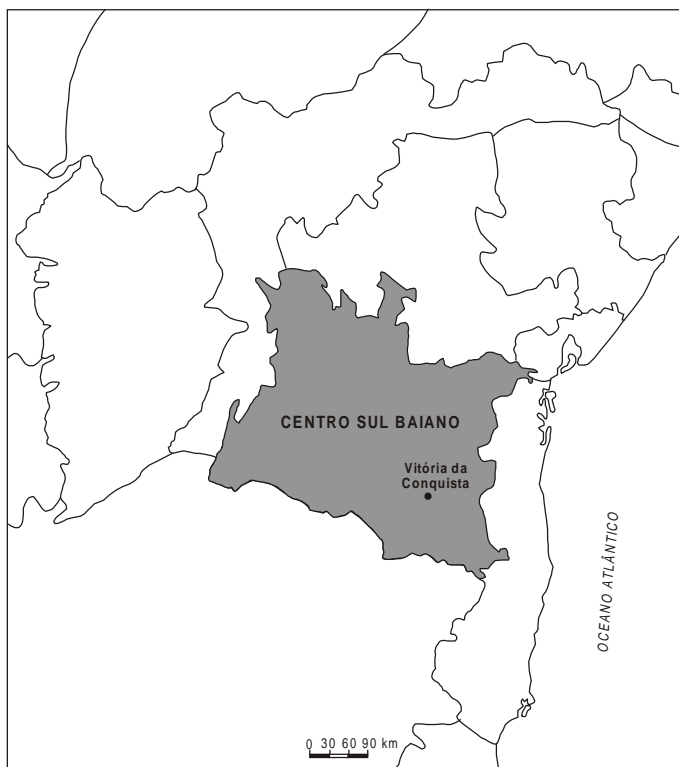 CENTRO SUL BAIANO
Vitória da
Conquista
OCEANO ATLÂNTICO
0 30 60 90 km